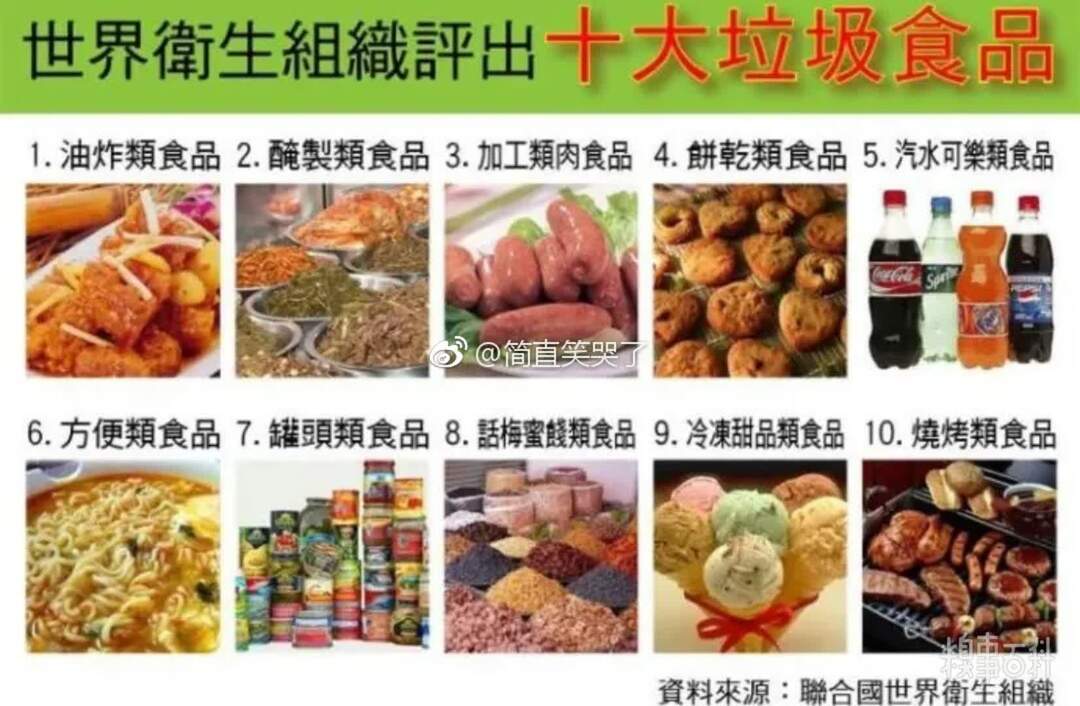 世界衛生組織評出十大垃圾食品
1. 油炸類食品 2. 醃製類食品 3. 加工類肉食品 4. 餅乾類食品 5. 汽水可樂類食品
Coca-Cola Sprite PEPSI
@简直笑哭了
6. 方便類食品 7. 罐頭類食品 8. 話梅蜜餞類食品 9. 冷凍甜品類食品 10. 燒烤類食品
糗事百科
資料來源：聯合國世界衛生組織